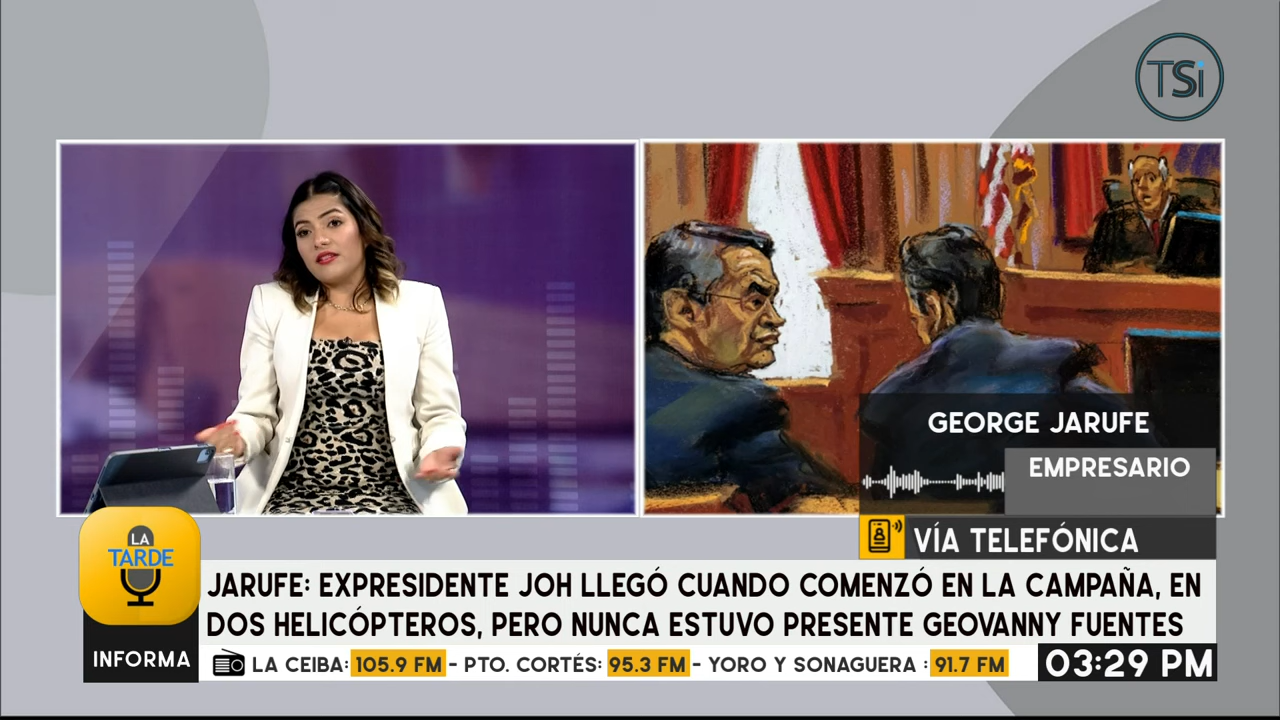 TSi
GEORGE JARUFE
EMPRESARIO
VÍA TELEFÓNICA
LA
TARDE
INFORMA
JARUFE: EXPRESIDENTE JOH LLEGÓ CUANDO COMENZÓ EN LA CAMPAÑA, EN
DOS HELICÓPTEROS, PERO NUNCA ESTUVO PRESENTE GEOVANNY FUENTES
LA CEIBA: 105.9 FM - PTO. CORTÉS: 95.3 FM - YORO Y SONAGUERA : 91.7 FM
03:29 PM